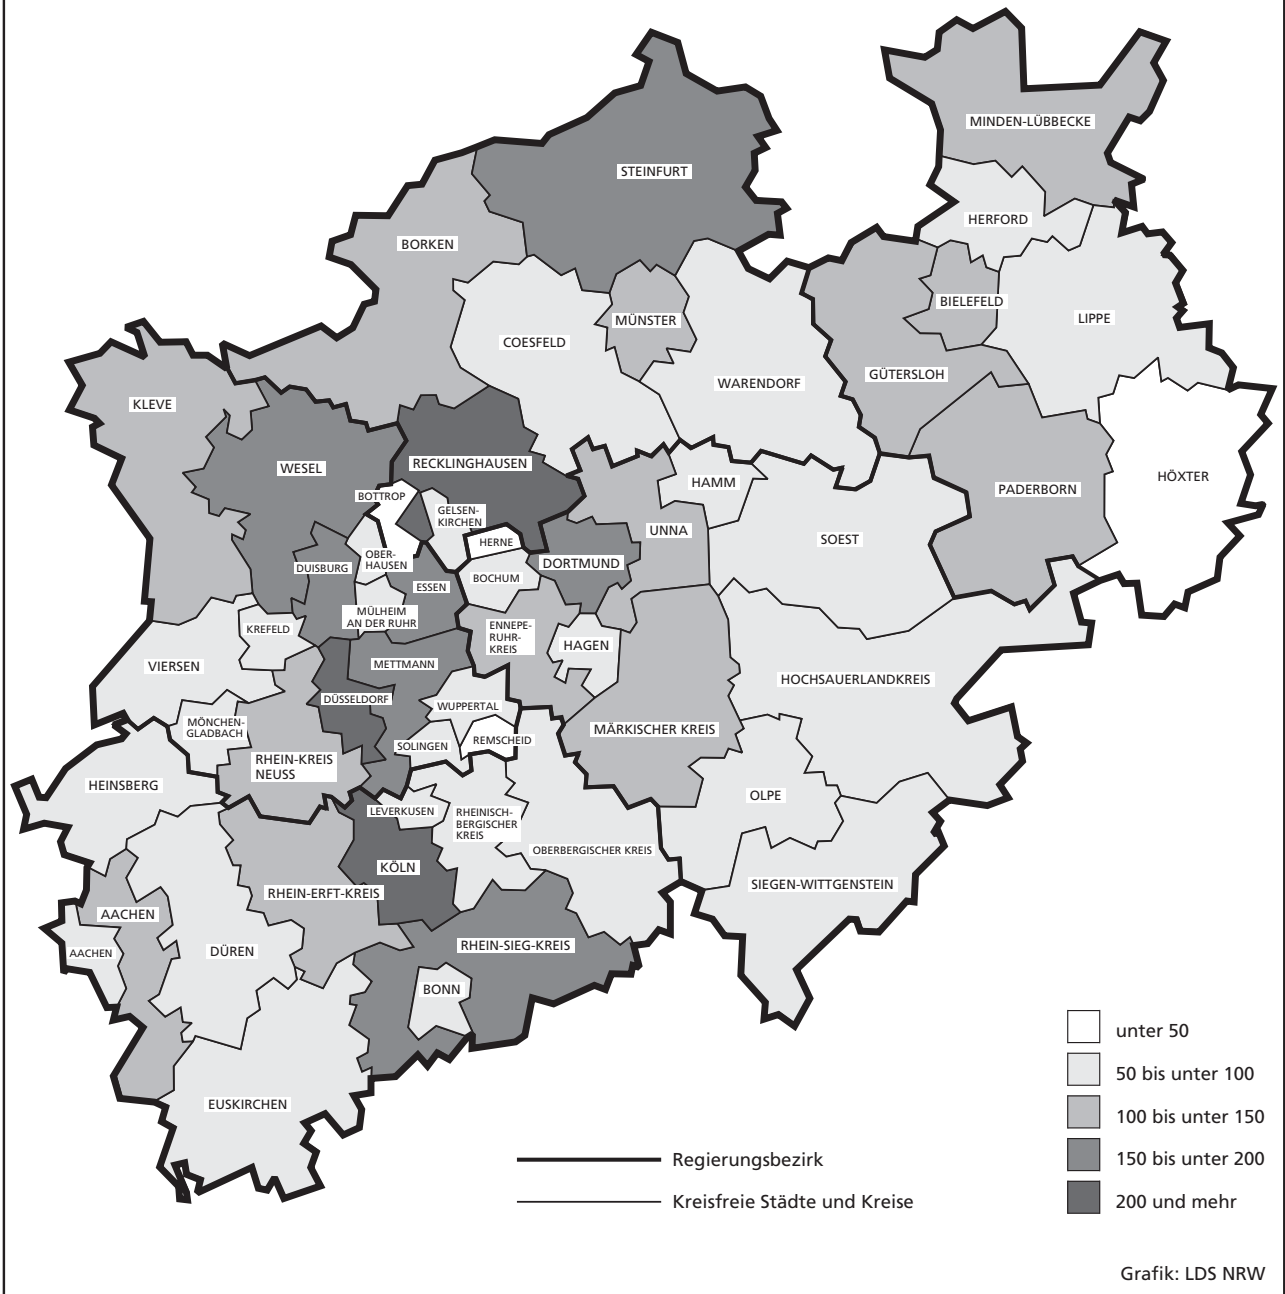 MINDEN-LÜBBECKE
STEINFURT
HERFORD
BORKEN
BIELEFELD
LIPPE
MÜNSTER
COESFELD
GÜTERSLOH
WARENDORF
KLEVE
RECKLINGHAUSEN
WESEL
HÖXTER
HAMM
PADERBORN
BOTTROP
GELSEN-
KIRCHEN
UNNA
SOEST
HERNE
OBER-
HAUSEN
DORTMUND
DUISBURG
BOCHUM
ESSEN
MÜLHEIM
AN DER RUHR
KREFELD
ENNEPE-
RUHR-
KREIS
HAGEN
VIERSEN
METTMANN
HOCHSAUERLANDKREIS
DÜSSELDORF
WUPPERTAL
MÖNCHEN-
GLADBACH
MÄRKISCHER KREIS
REMSCHEID
SOLINGEN
RHEIN-KREIS
NEUSS
HEINSBERG
OLPE
LEVERKUSEN
RHEINISCH-
BERGISCHER
KREIS
OBERBERGISCHER KREIS
KÖLN
SIEGEN-WITTGENSTEIN
RHEIN-ERFT-KREIS
AACHEN
RHEIN-SIEG-KREIS
DÜREN
AACHEN
BONN
EUSKIRCHEN
unter 50
50 bis unter 100
100 bis unter 150
150 bis unter 200
200 und mehr
Regierungsbezirk
Kreisfreie Städte und Kreise
Grafik: LDS NRW